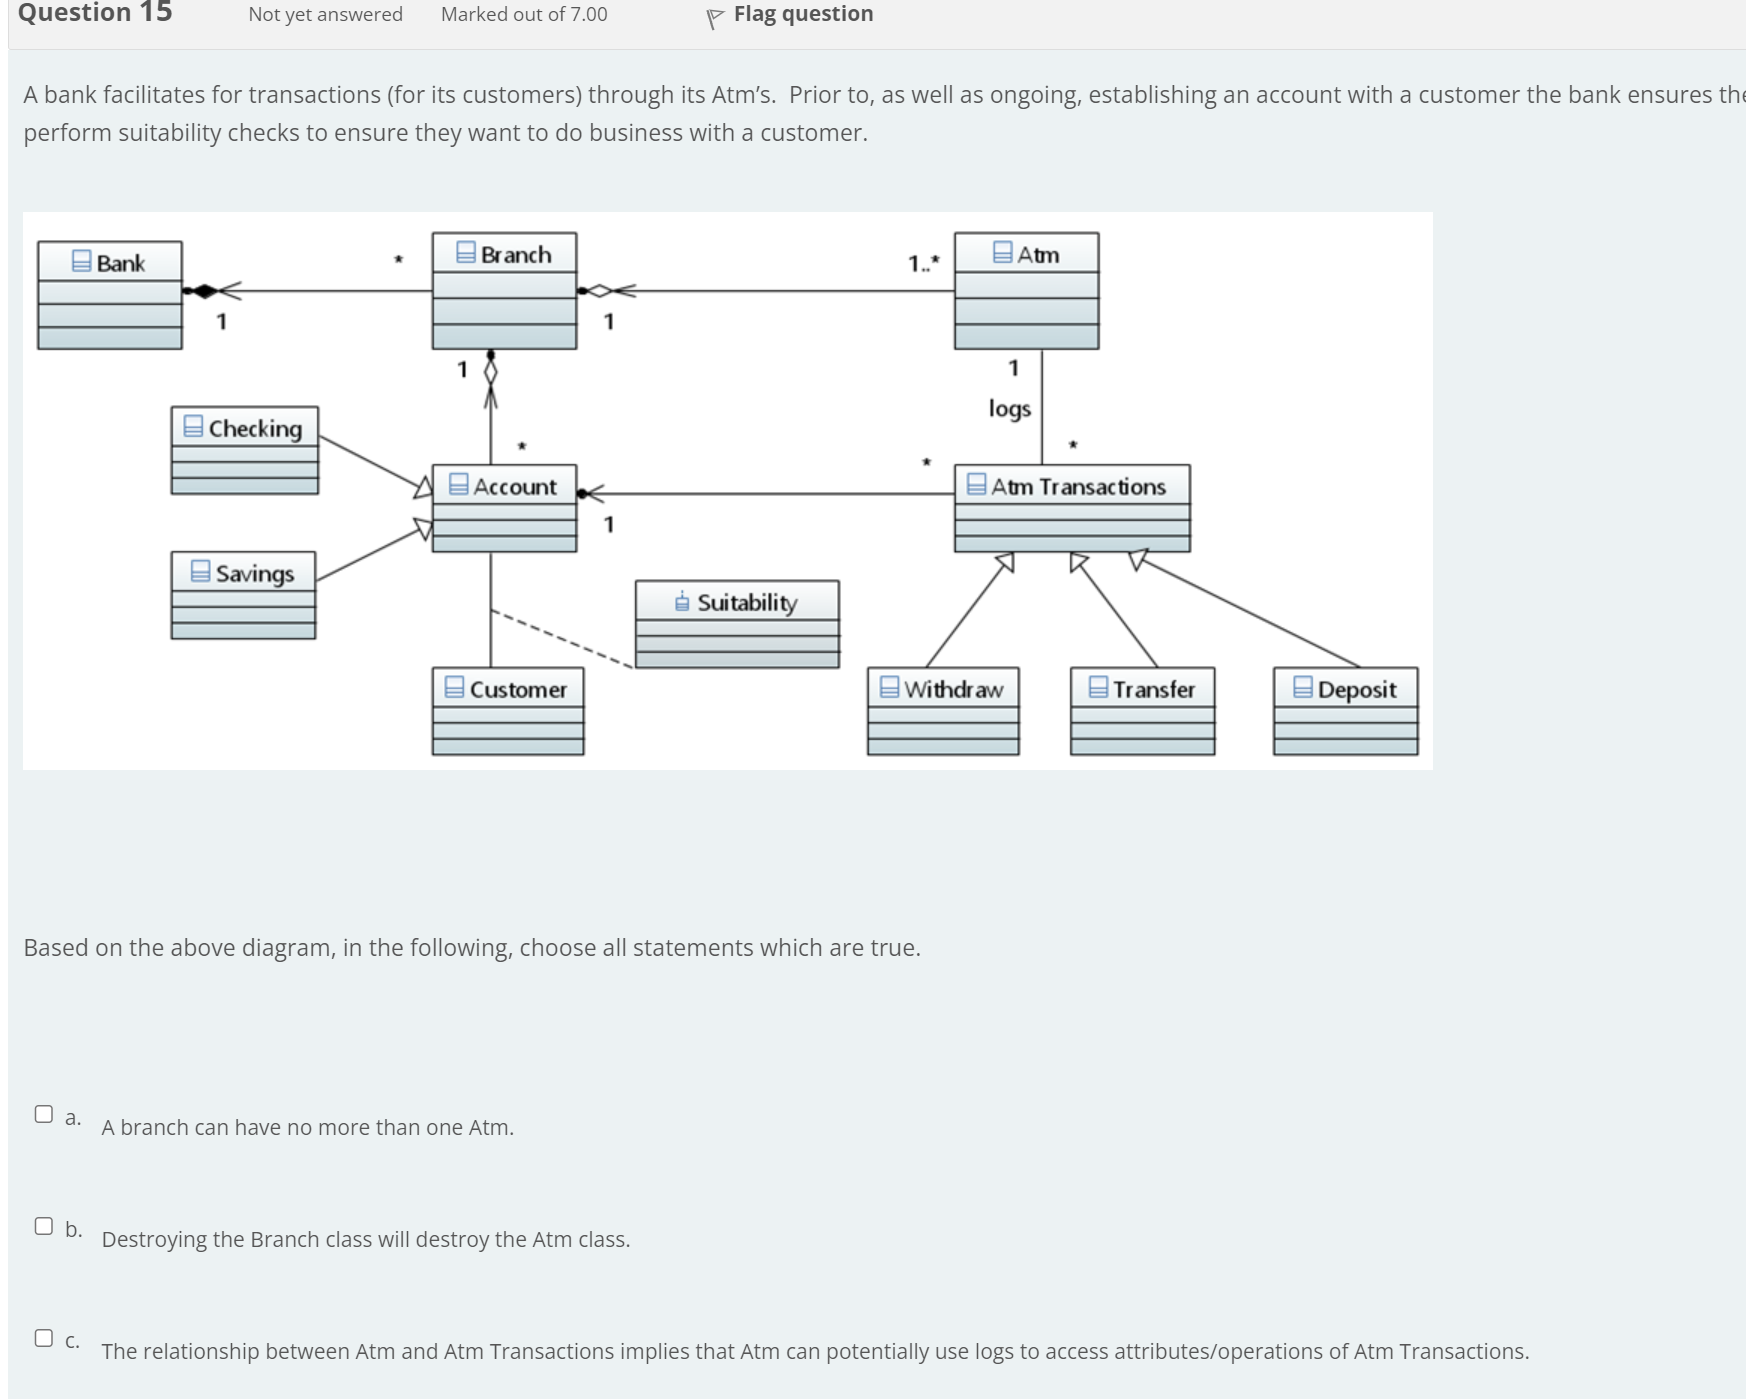 Question 15 Not yet answered Marked out of 7.00 Flag question
A bank facilitates for transactions (for its customers) through its Atm's. Prior to, as well as ongoing, establishing an account with a customer the bank ensures
perform suitability checks to ensure they want to do business with a customer.
Bank
*
Branch
1..*
Atm
1
1
1
1
logs
Checking
*
*
*
Account
Atm Transactions
1
Savings
Suitability
Customer
Withdraw
Transfer
Deposit
Based on the above diagram, in the following, choose all statements which are true.
a. A branch can have no more than one Atm.
b. Destroying the Branch class will destroy the Atm class.
c. The relationship between Atm and Atm Transactions implies that Atm can potentially use logs to access attributes/operations of Atm Transactions.